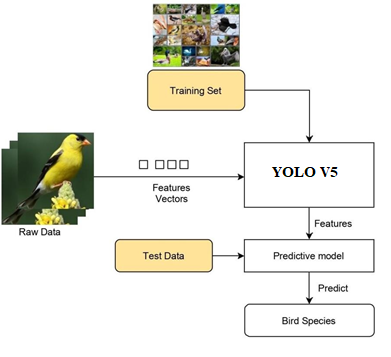 Training Set
YOLO V5
Features
Vectors
Raw Data
Features
Test Data
Predictive model
Predict
Bird Species